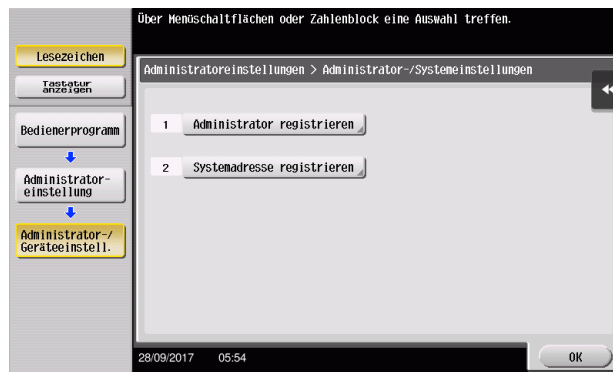 Über Menüschaltflächen oder Zahlenblock eine Auswahl treffen.
Lesezeichen
Tastatur
anzeigen
Bedienerprogramm
Administrator-
einstellung
Administrator-/
Geräteeinstell.
Administratoreinstellungen > Administrator-/Systemeinstellungen
1 Administrator registrieren
2 Systemadresse registrieren
28/09/2017 05:54
OK